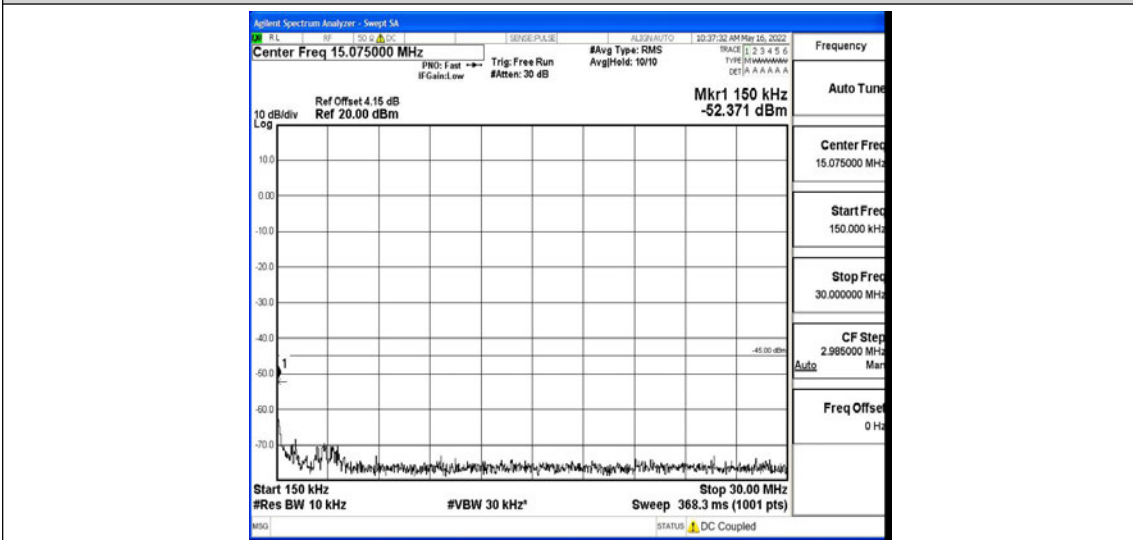 Agilent Spectrum Analyzer - Swept SA
RL RF 50 Ω DC SENSE:PULSE ALIGN AUTO 10:37:32 AM May 16, 2022
Center Freq 15.075000 MHz #Avg Type: RMS TRACE 1 2 3 4 5 6 Frequency
PNO: Fast Trig: Free Run Avg|Hold: 10/10 TYPE MWWWWW
IFGain:Low #Atten: 30 dB DET A A A A A A
Auto Tune
Mkr1 150 kHz
Ref Offset 4.15 dB
10 dB/div Ref 20.00 dBm -52.371 dBm
Log
Center Freq
15.075000 MHz
10.0
0.00
Start Freq
150.000 kHz
-10.0
-20.0
Stop Freq
30.000000 MHz
-30.0
-40.0
CF Step
2.985000 MHz
-45.00 dBm
Auto Man
1
-50.0
-60.0
Freq Offset
0 Hz
-70.0
Start 150 kHz Stop 30.00 MHz
#Res BW 10 kHz #VBW 30 kHz* Sweep 368.3 ms (1001 pts)
MSG STATUS DC Coupled